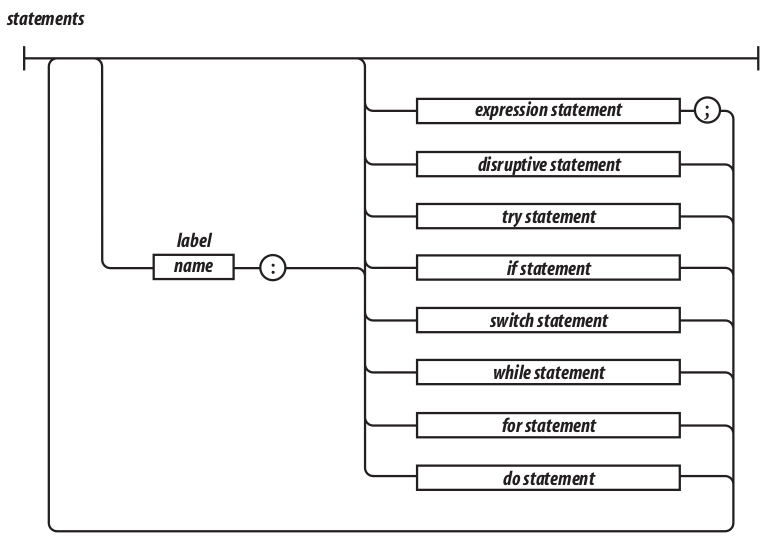 statements
expression statement ;
disruptive statement
try statement
label
name :
if statement
switch statement
while statement
for statement
do statement